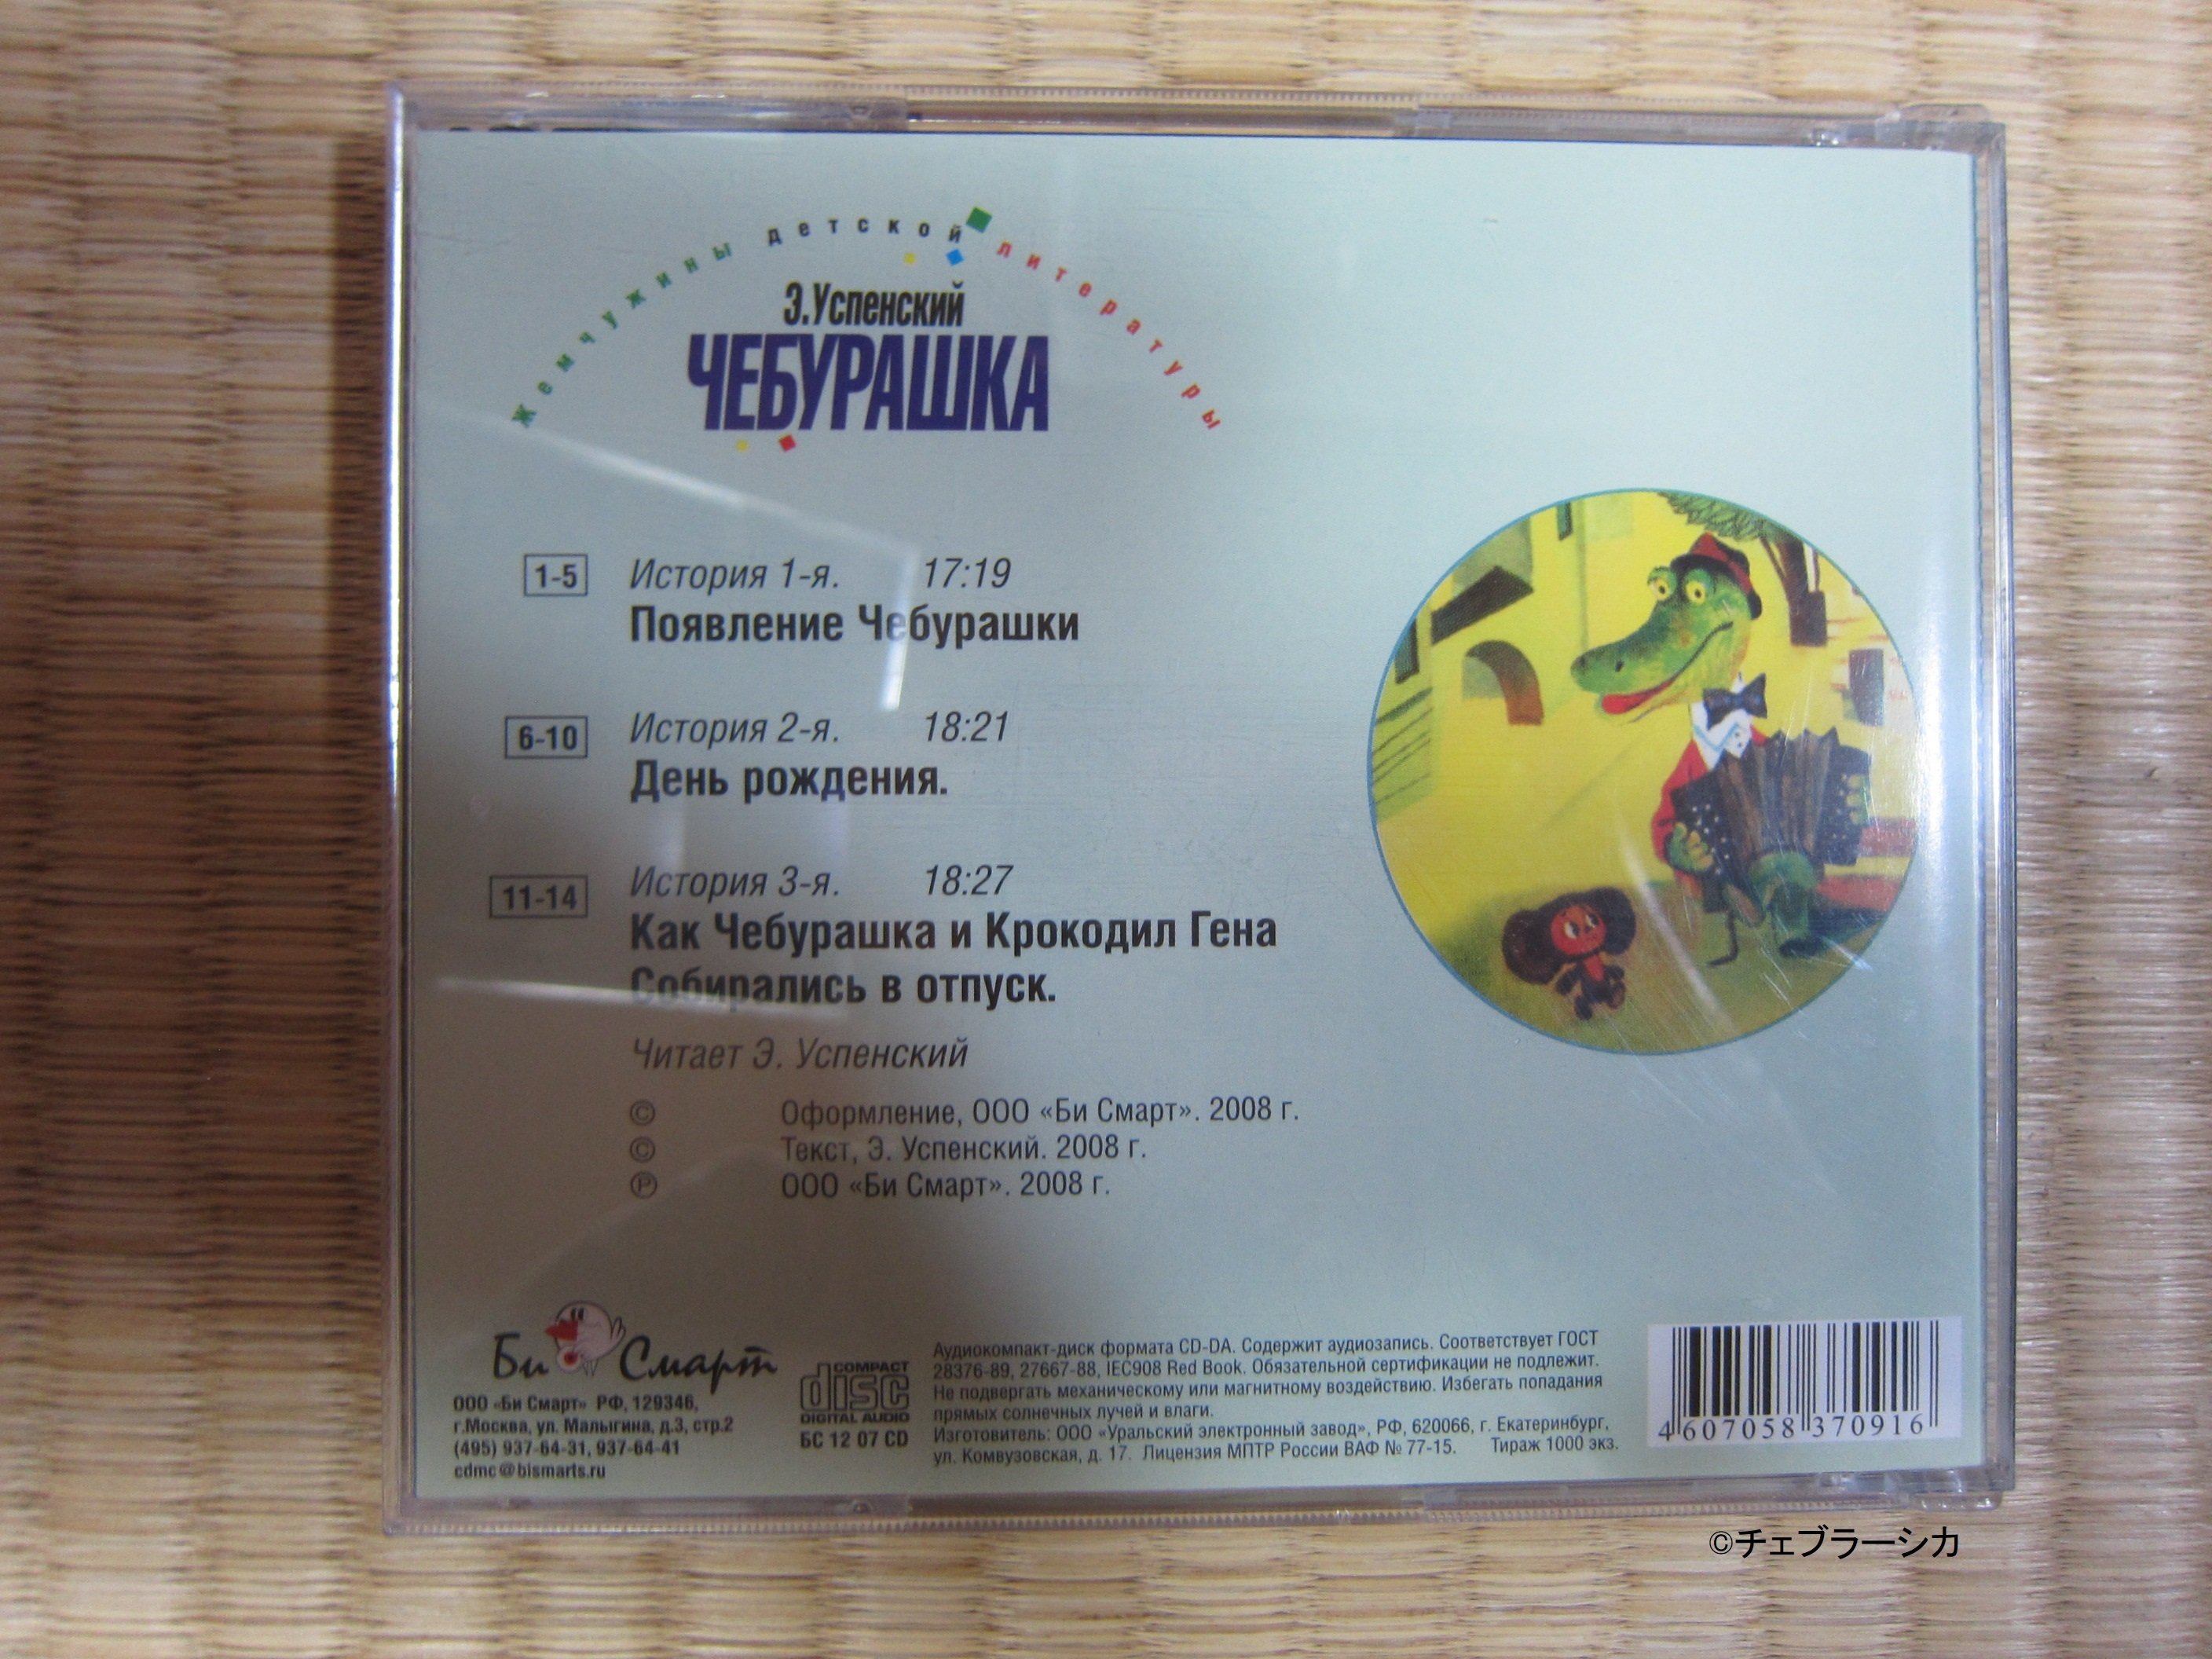 Жемчужины детской литературы
Э.Успенский
ЧЕБУРАШКА
1-5 История 1-я. 17:19
Появление Чебурашки
6-10 История 2-я. 18:21
День рождения.
11-14 История 3-я. 18:27
Как Чебурашка и Крокодил Гена
Собирались в отпуск.
Читает Э. Успенский
© Оформление, ООО «Би Смарт». 2008 г.
© Текст, Э. Успенский. 2008 г.
℗ ООО «Би Смарт». 2008 г.
Би Смарт
ООО «Би Смарт» РФ, 129346,
г.Москва, ул. Малыгина, д.3, стр.2
(495) 937-64-31, 937-64-41
cdmc@bismarts.ru
COMPACT
disc
DIGITAL AUDIO
БС 12 07 CD
Аудиокомпакт-диск формата CD-DA. Содержит аудиозапись. Соответствует ГОСТ
28376-89, 27667-88, IEC908 Red Book. Обязательной сертификации не подлежит.
Не подвергать механическому или магнитному воздействию. Избегать попадания
прямых солнечных лучей и влаги.
Изготовитель: ООО «Уральский электронный завод», РФ, 620066, г. Екатеринбург,
ул. Комвузовская, д. 17. Лицензия МПТР России ВАФ № 77-15. Тираж 1000 экз.
4 607058 370916
©チェブラーシカ